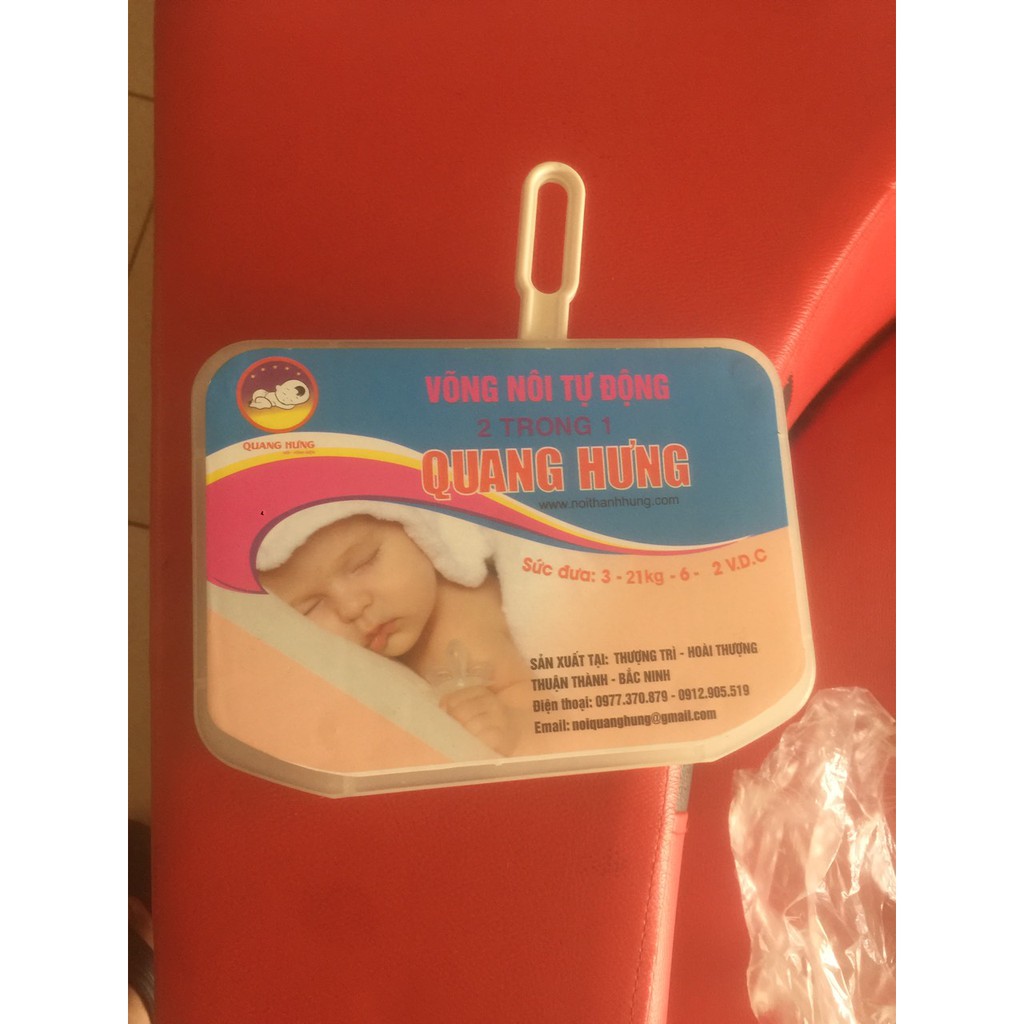 VÕNG NÔI TỰ ĐỘNG
2 TRONG 1
QUANG HƯNG
www.noithanhhung.com
QUANG HƯNG
Sức đưa: 3 - 21kg - 6 - 2 V.D.C
SẢN XUẤT TẠI: THƯỢNG TRÌ - HOÀI THƯỢNG
THUẬN THÀNH - BẮC NINH
Điện thoại: 0977.370.879 - 0912.905.519
Email: noiquanghung@gmail.com